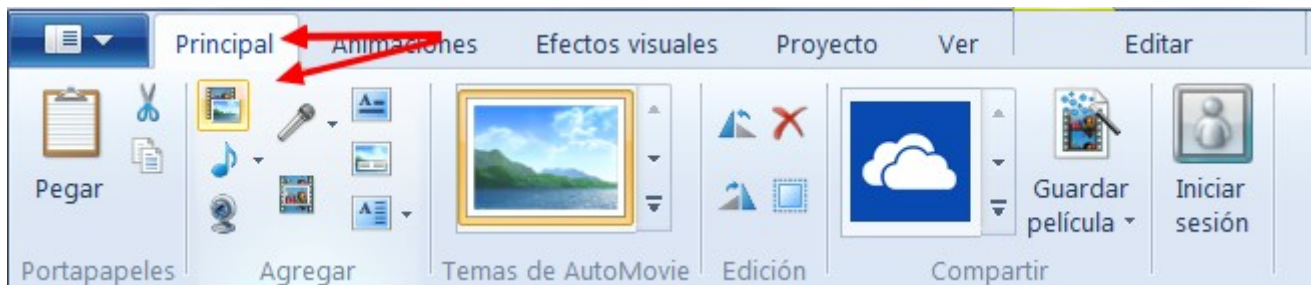 Principal Animaciones Efectos visuales Proyecto Ver Editar
Pegar
Guardar
película
Iniciar
sesión
Portapapeles Agregar Temas de AutoMovie Edición Compartir